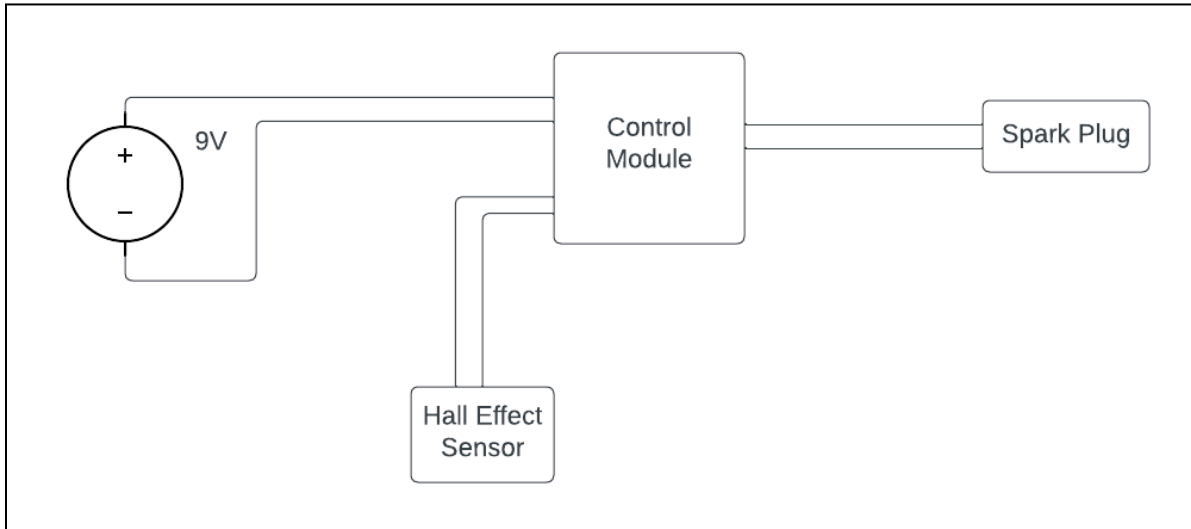 9V
+
−
Control
Module
Spark Plug
Hall Effect
Sensor